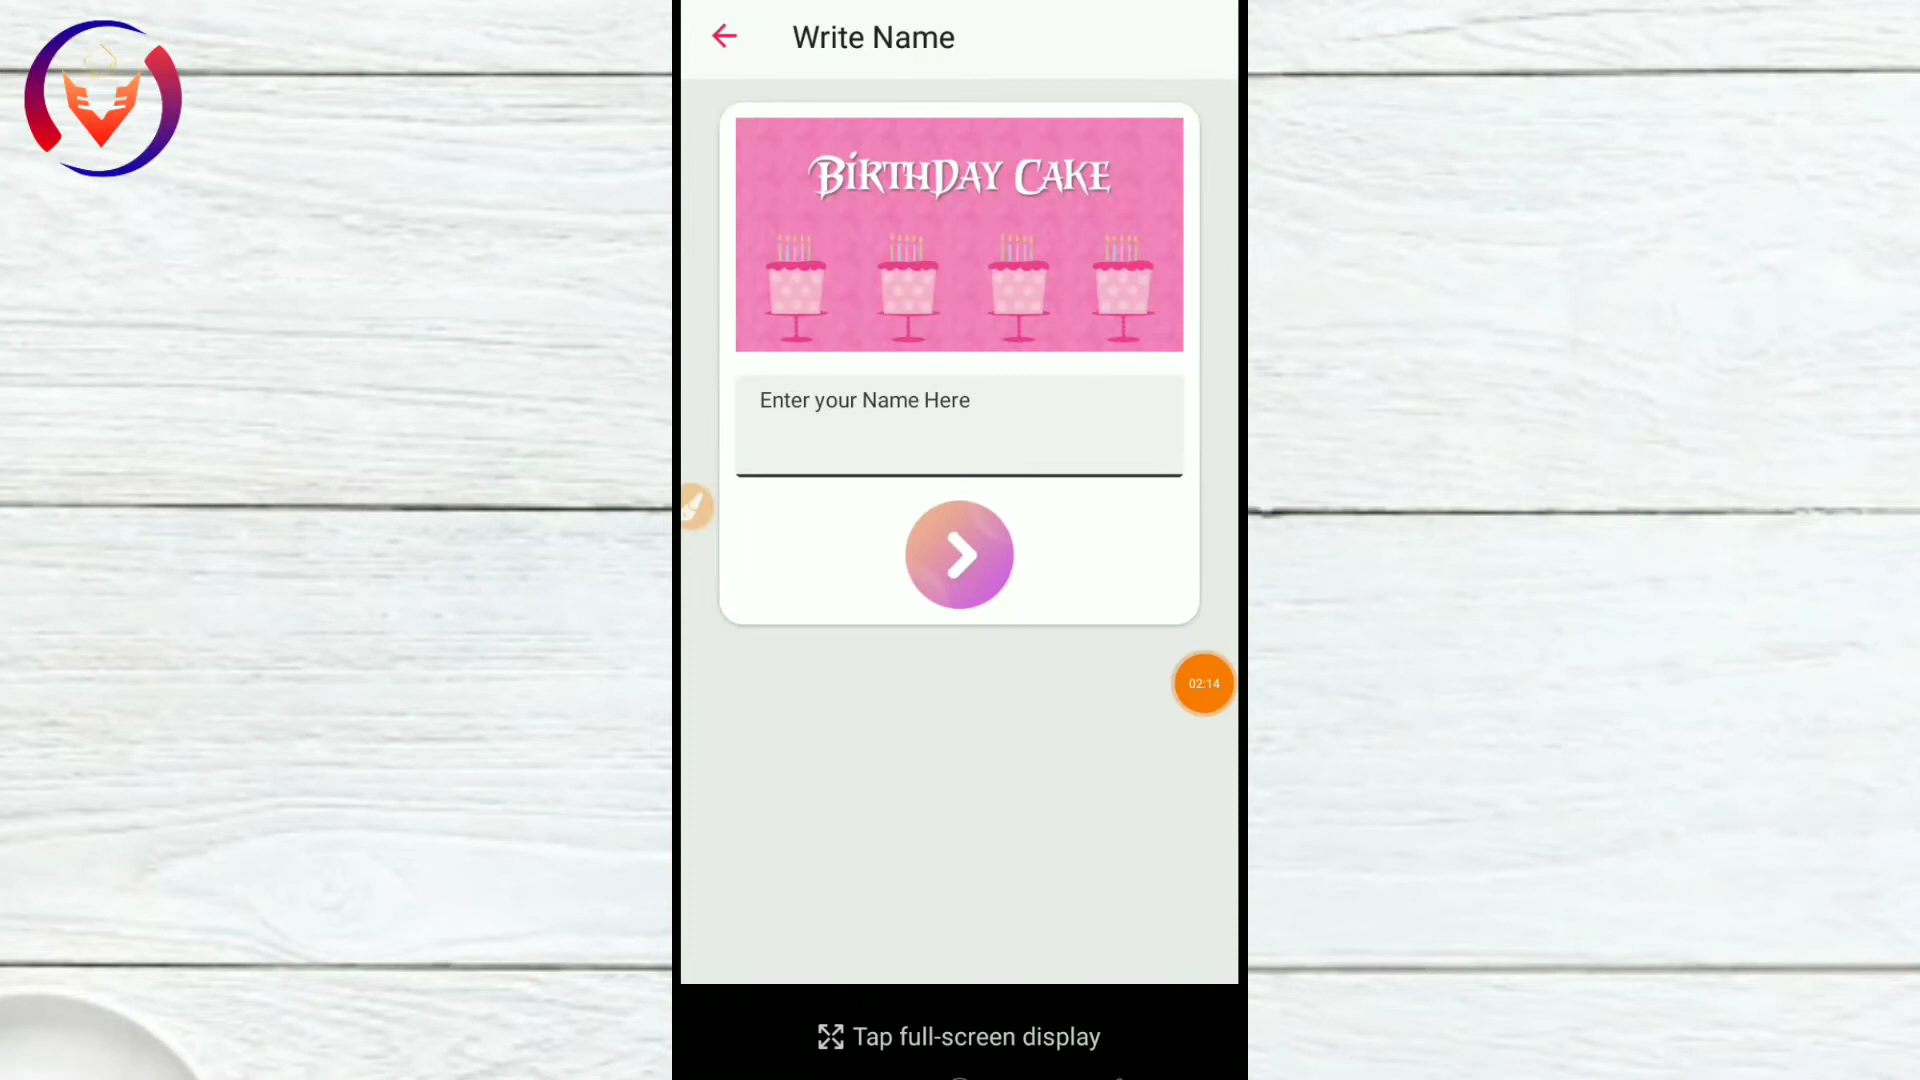 Write Name
BirthDay Cake
Enter your Name Here
02:14
Tap full-screen display